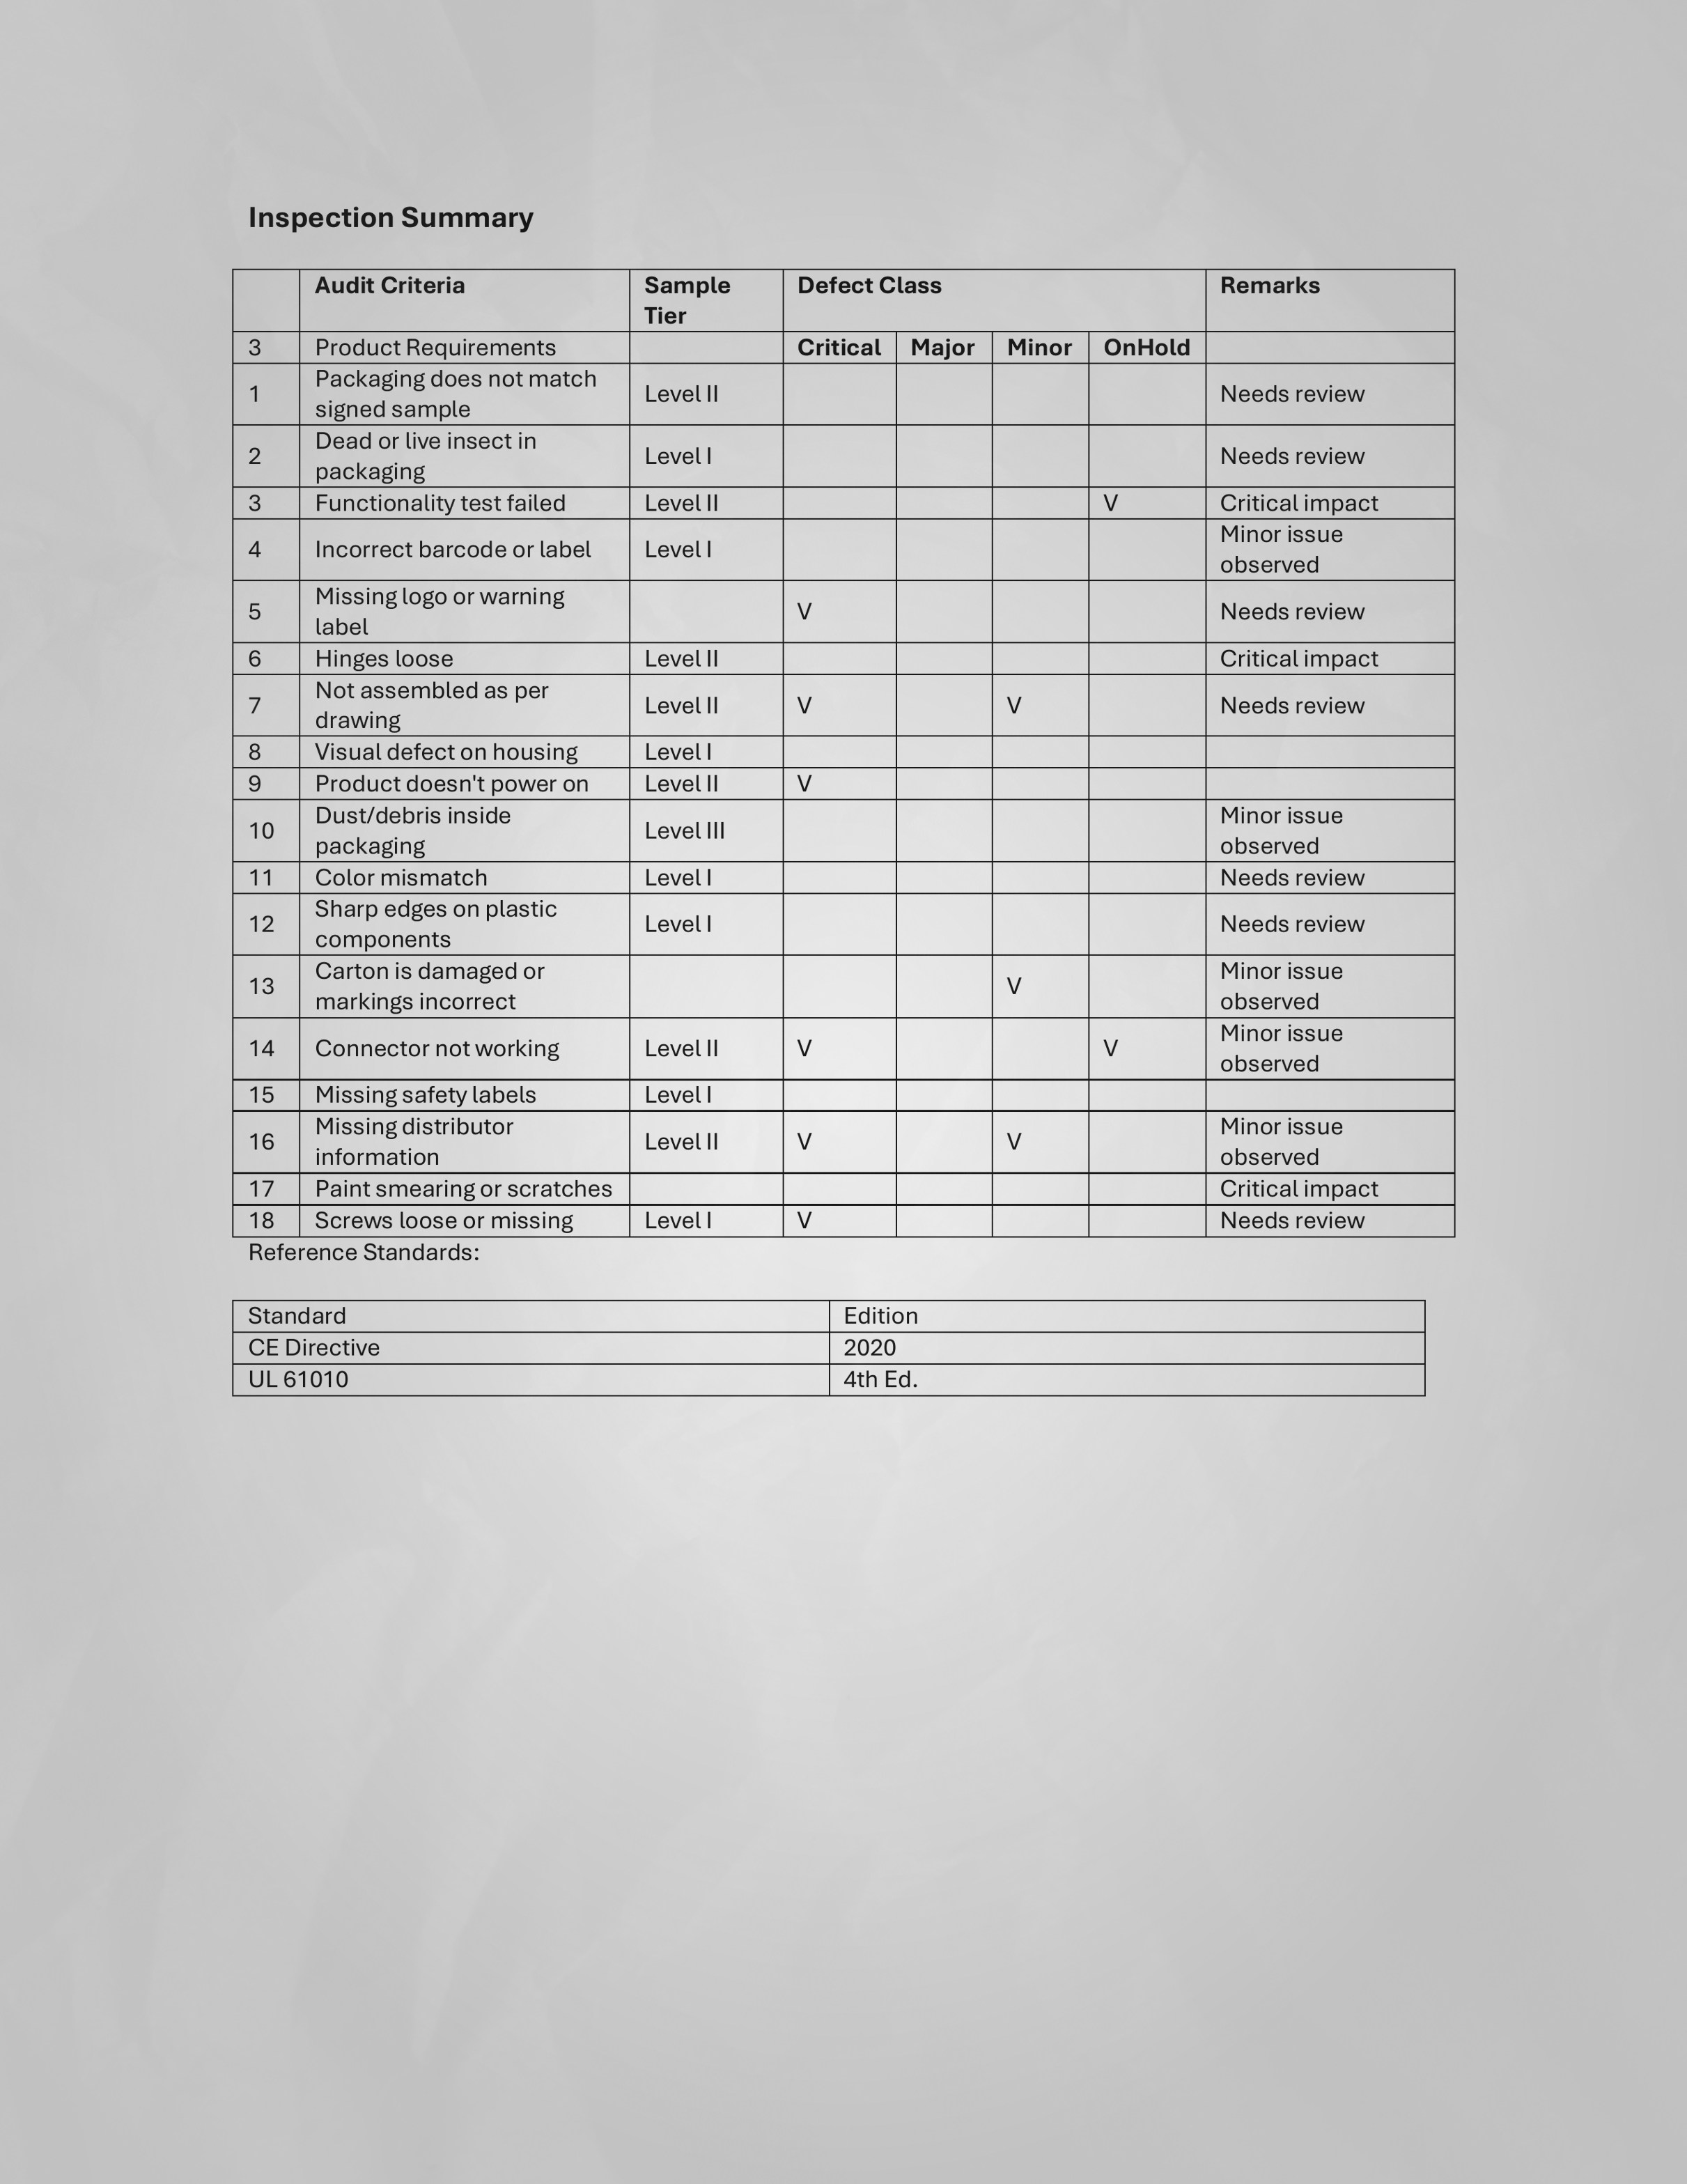 Inspection Summary
Audit Criteria Sample Tier Defect Class Remarks
3 Product Requirements Critical Major Minor OnHold
1 Packaging does not match signed sample Level II Needs review
2 Dead or live insect in packaging Level I Needs review
3 Functionality test failed Level II V Critical impact
4 Incorrect barcode or label Level I Minor issue observed
5 Missing logo or warning label V Needs review
6 Hinges loose Level II Critical impact
7 Not assembled as per drawing Level II V V Needs review
8 Visual defect on housing Level I
9 Product doesn't power on Level II V
10 Dust/debris inside packaging Level III Minor issue observed
11 Color mismatch Level I Needs review
12 Sharp edges on plastic components Level I Needs review
13 Carton is damaged or markings incorrect V Minor issue observed
14 Connector not working Level II V V Minor issue observed
15 Missing safety labels Level I
16 Missing distributor information Level II V V Minor issue observed
17 Paint smearing or scratches Critical impact
18 Screws loose or missing Level I V Needs review
Reference Standards:
Standard Edition
CE Directive 2020
UL 61010 4th Ed.